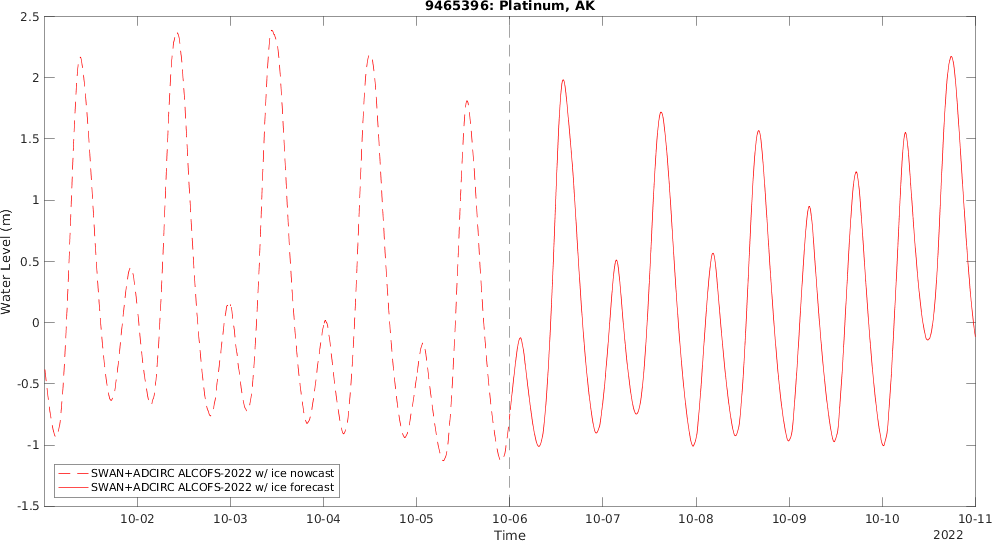 9465396: Platinum, AK
Water Level (m)
2.5
2
1.5
1
0.5
0
-0.5
-1
-1.5
SWAN+ADCIRC ALCOFS-2022 w/ ice nowcast
SWAN+ADCIRC ALCOFS-2022 w/ ice forecast
10-02 10-03 10-04 10-05 10-06 10-07 10-08 10-09 10-10 10-11
Time
2022